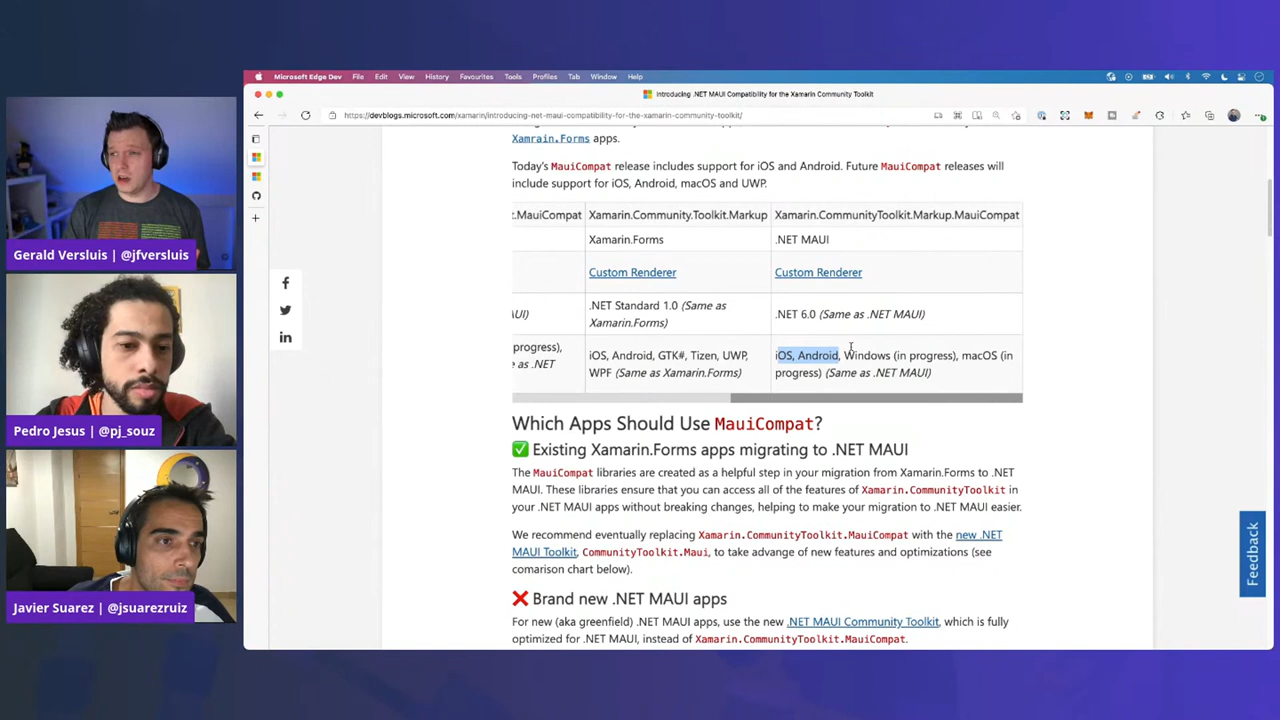 Microsoft Edge Dev File Edit View History Favourites Tools Profiles Tab Window Help
Introducing .NET MAUI Compatibility for the Xamarin Community Toolkit
https://devblogs.microsoft.com/xamarin/introducing-net-maui-compatibility-for-the-xamarin-community-toolkit/
Xamrain.Forms apps.
Today's MauiCompat release includes support for iOS and Android. Future MauiCompat releases will
include support for iOS, Android, macOS and UWP.
t.MauiCompat Xamarin.Community.Toolkit.Markup Xamarin.CommunityToolkit.Markup.MauiCompat
Xamarin.Forms .NET MAUI
Custom Renderer Custom Renderer
UI) .NET Standard 1.0 (Same as
Xamarin.Forms) .NET 6.0 (Same as .NET MAUI)
progress), iOS, Android, GTK#, Tizen, UWP, iOS, Android, Windows (in progress), macOS (in
e as .NET WPF (Same as Xamarin.Forms) progress) (Same as .NET MAUI)
Which Apps Should Use MauiCompat?
Existing Xamarin.Forms apps migrating to .NET MAUI
The MauiCompat libraries are created as a helpful step in your migration from Xamarin.Forms to .NET
MAUI. These libraries ensure that you can access all of the features of Xamarin.CommunityToolkit in
your .NET MAUI apps without breaking changes, helping to make your migration to .NET MAUI easier.
We recommend eventually replacing Xamarin.CommunityToolkit.MauiCompat with the new .NET
MAUI Toolkit, CommunityToolkit.Maui, to take advange of new features and optimizations (see
comarison chart below).
Brand new .NET MAUI apps
For new (aka greenfield) .NET MAUI apps, use the new .NET MAUI Community Toolkit, which is fully
optimized for .NET MAUI, instead of Xamarin.CommunityToolkit.MauiCompat.
Feedback
Gerald Versluis | @jfversluis
Pedro Jesus | @pj_souz
Javier Suarez | @jsuarezruiz